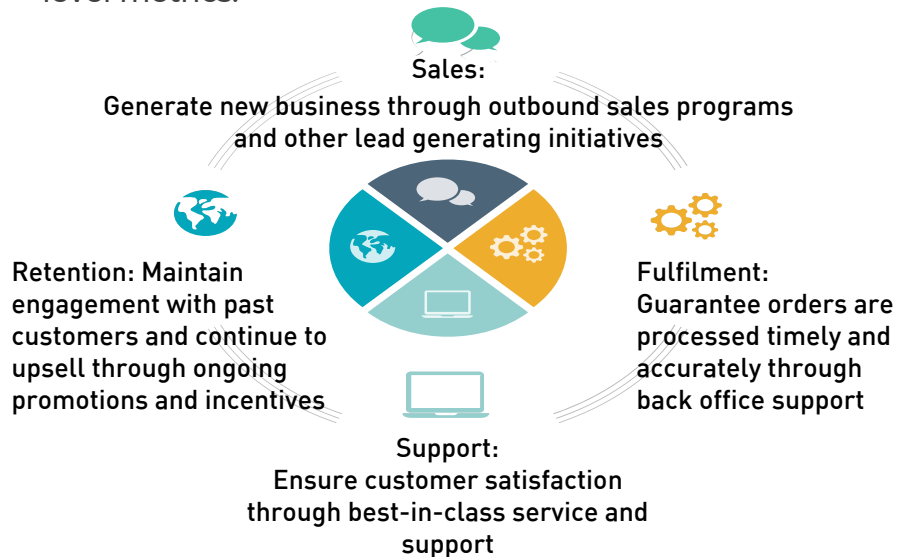 level metrics.
Sales:
Generate new business through outbound sales programs
and other lead generating initiatives
Retention: Maintain
engagement with past
customers and continue to
upsell through ongoing
promotions and incentives
Fulfilment:
Guarantee orders are
processed timely and
accurately through
back office support
Support:
Ensure customer satisfaction
through best-in-class service and
support